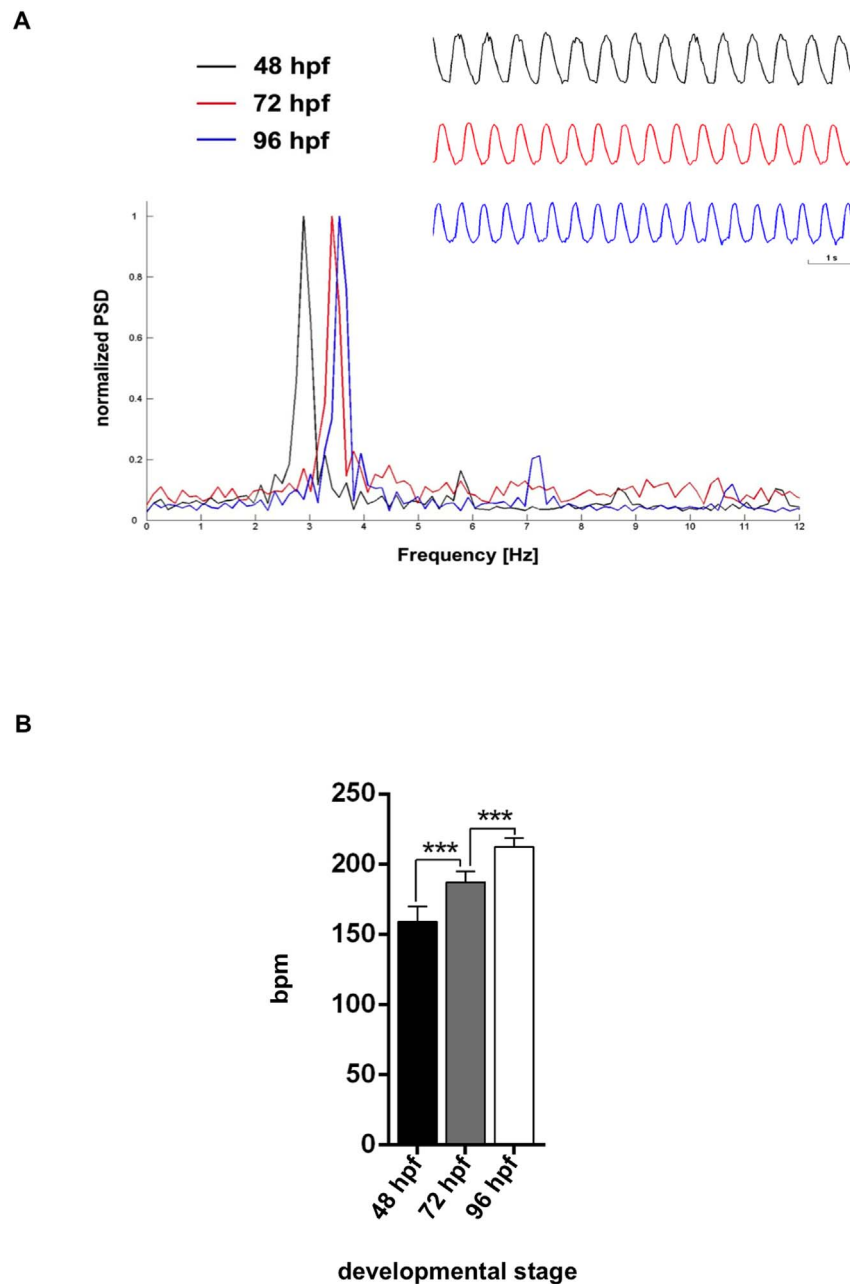 A
48 hpf
72 hpf
96 hpf
1 s
1
0.8
0.6
0.4
0.2
0
normalized PSD
0 1 2 3 4 5 6 7 8 9 10 11 12
Frequency [Hz]
B
250
200
150
100
50
0
bpm
*** ***
48 hpf 72 hpf 96 hpf
developmental stage